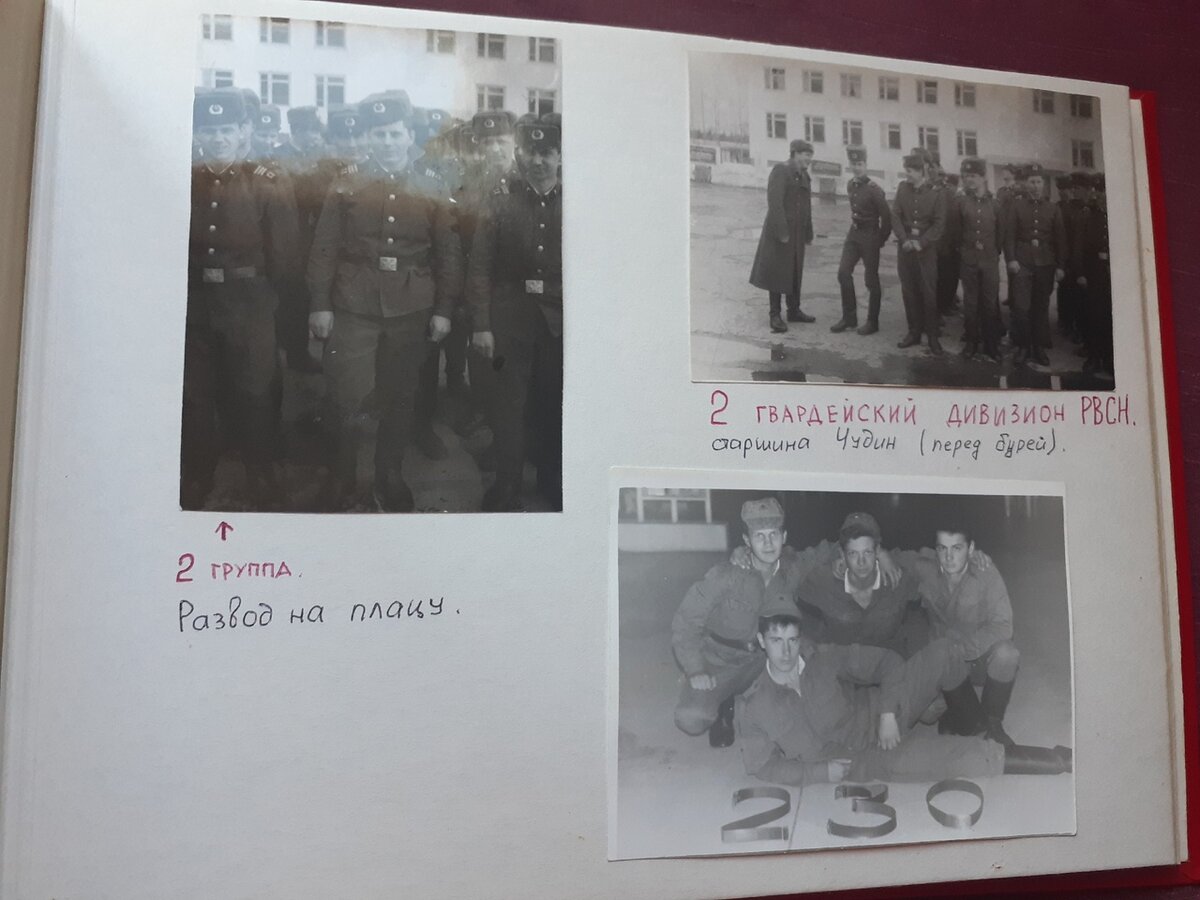 2 ГРУППА.
Развод на плацу.
2 ГВАРДЕЙСКИЙ ДИВИЗИОН РВСН.
старшина Чудин (перед бурей).
230